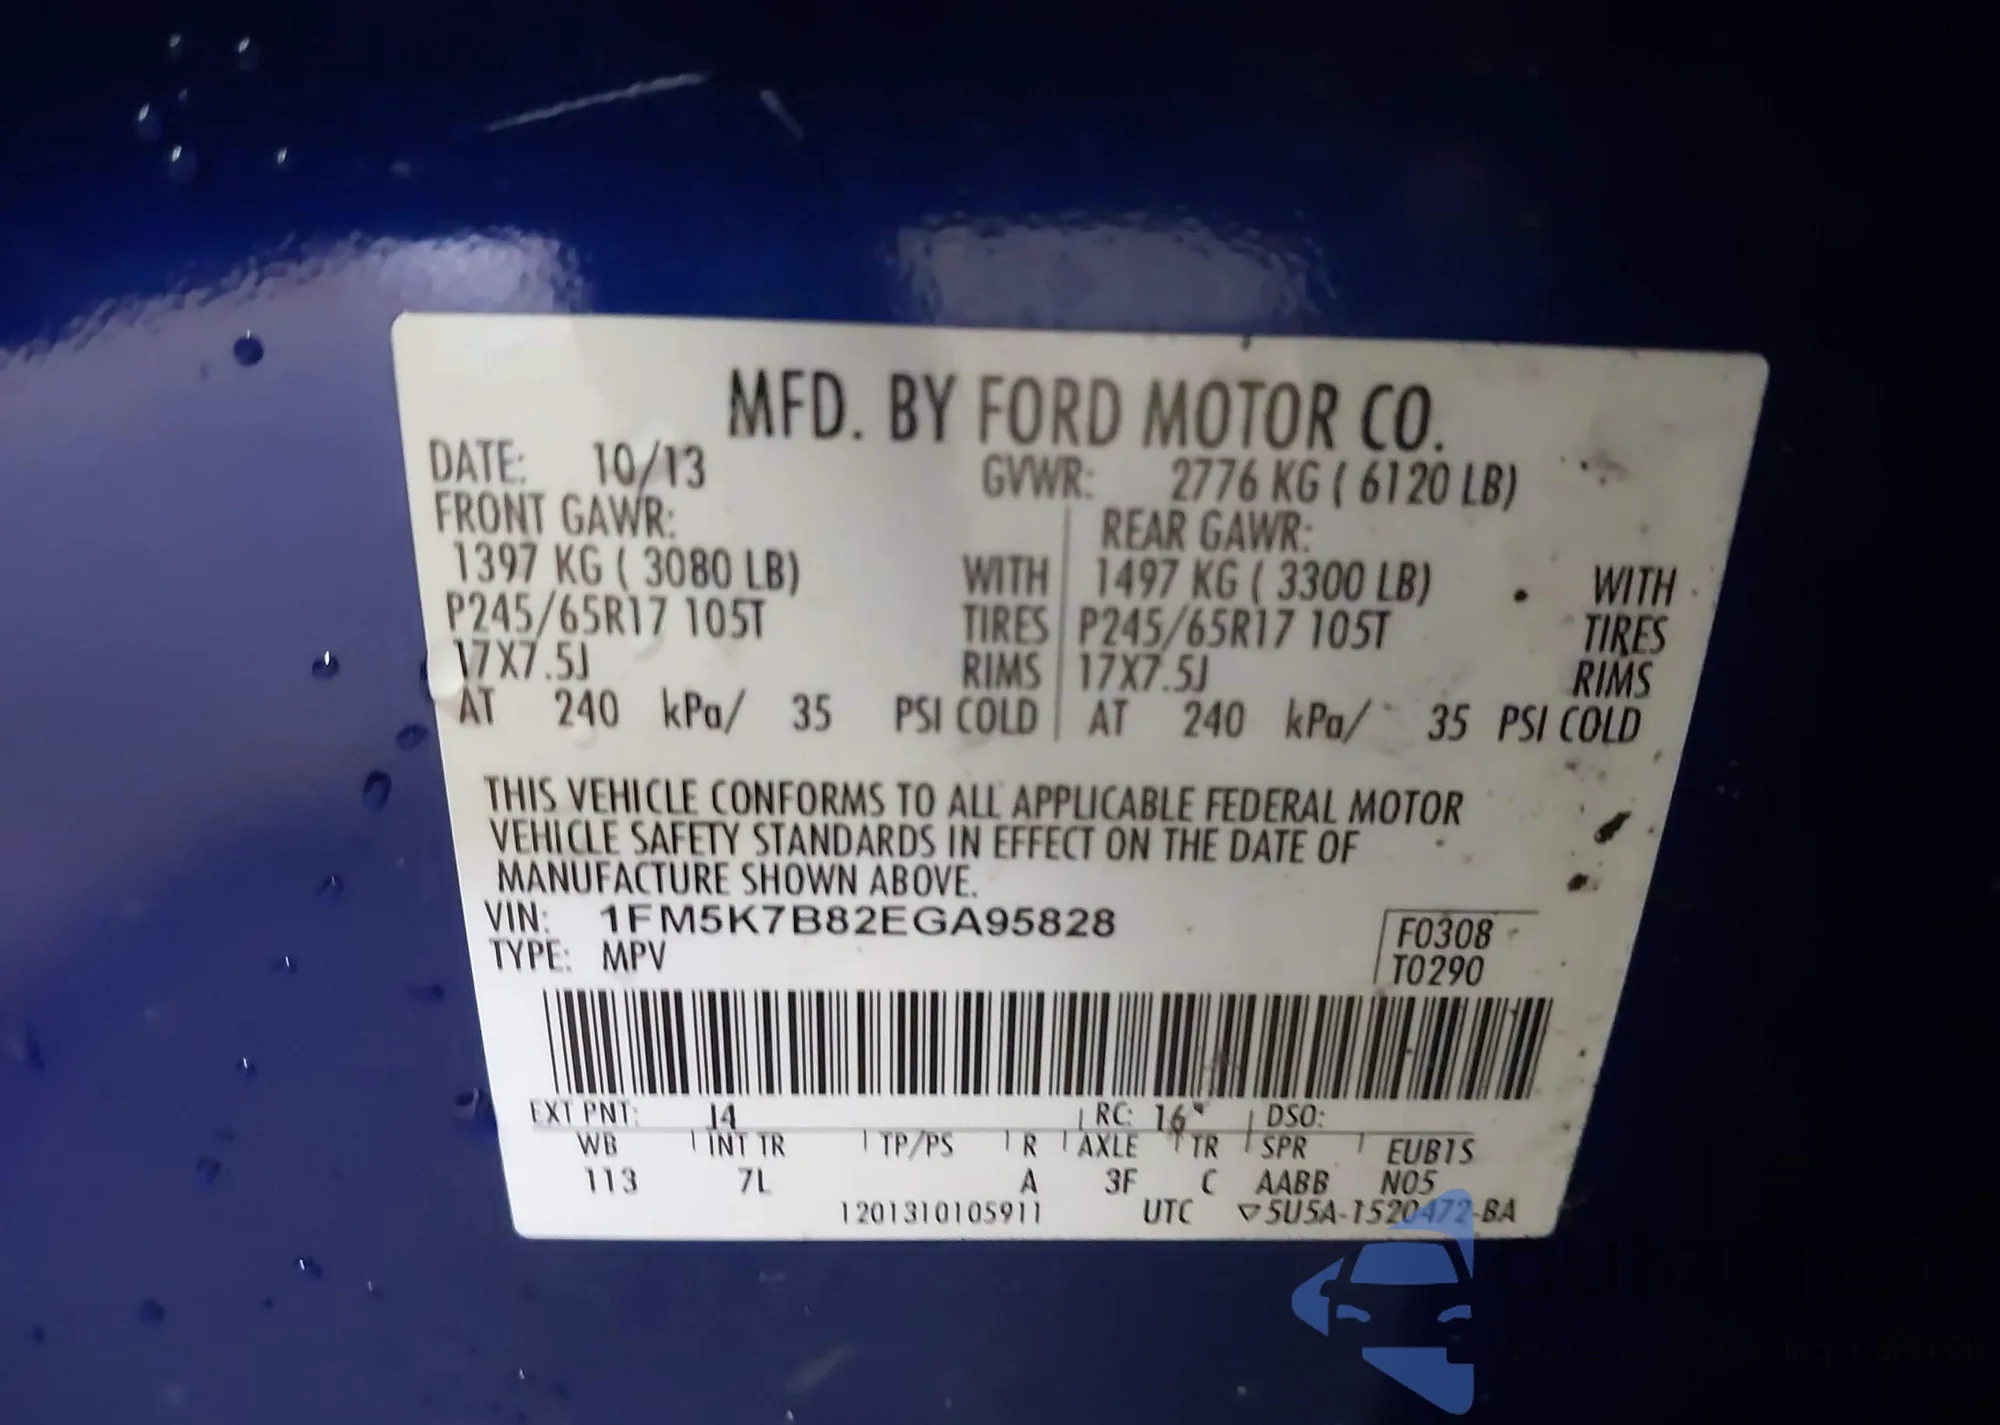 MFD. BY FORD MOTOR CO.
DATE: 10/13 GVWR: 2776 KG ( 6120 LB)
FRONT GAWR: REAR GAWR:
1397 KG ( 3080 LB) WITH 1497 KG ( 3300 LB) WITH
P245/65R17 105T TIRES P245/65R17 105T TIRES
17X7.5J RIMS 17X7.5J RIMS
AT 240 kPa/ 35 PSI COLD AT 240 kPa/ 35 PSI COLD
THIS VEHICLE CONFORMS TO ALL APPLICABLE FEDERAL MOTOR
VEHICLE SAFETY STANDARDS IN EFFECT ON THE DATE OF
MANUFACTURE SHOWN ABOVE.
VIN: 1FM5K7B82EGA95828 F0308
TYPE: MPV T0290
EXT PNT: J4 RC: 16 DSO:
WB INT TR TP/PS R AXLE TR SPR EUB1S
113 7L A 3F C AABB N05
1201310105911 UTC ▽5U5A-1520472-BA